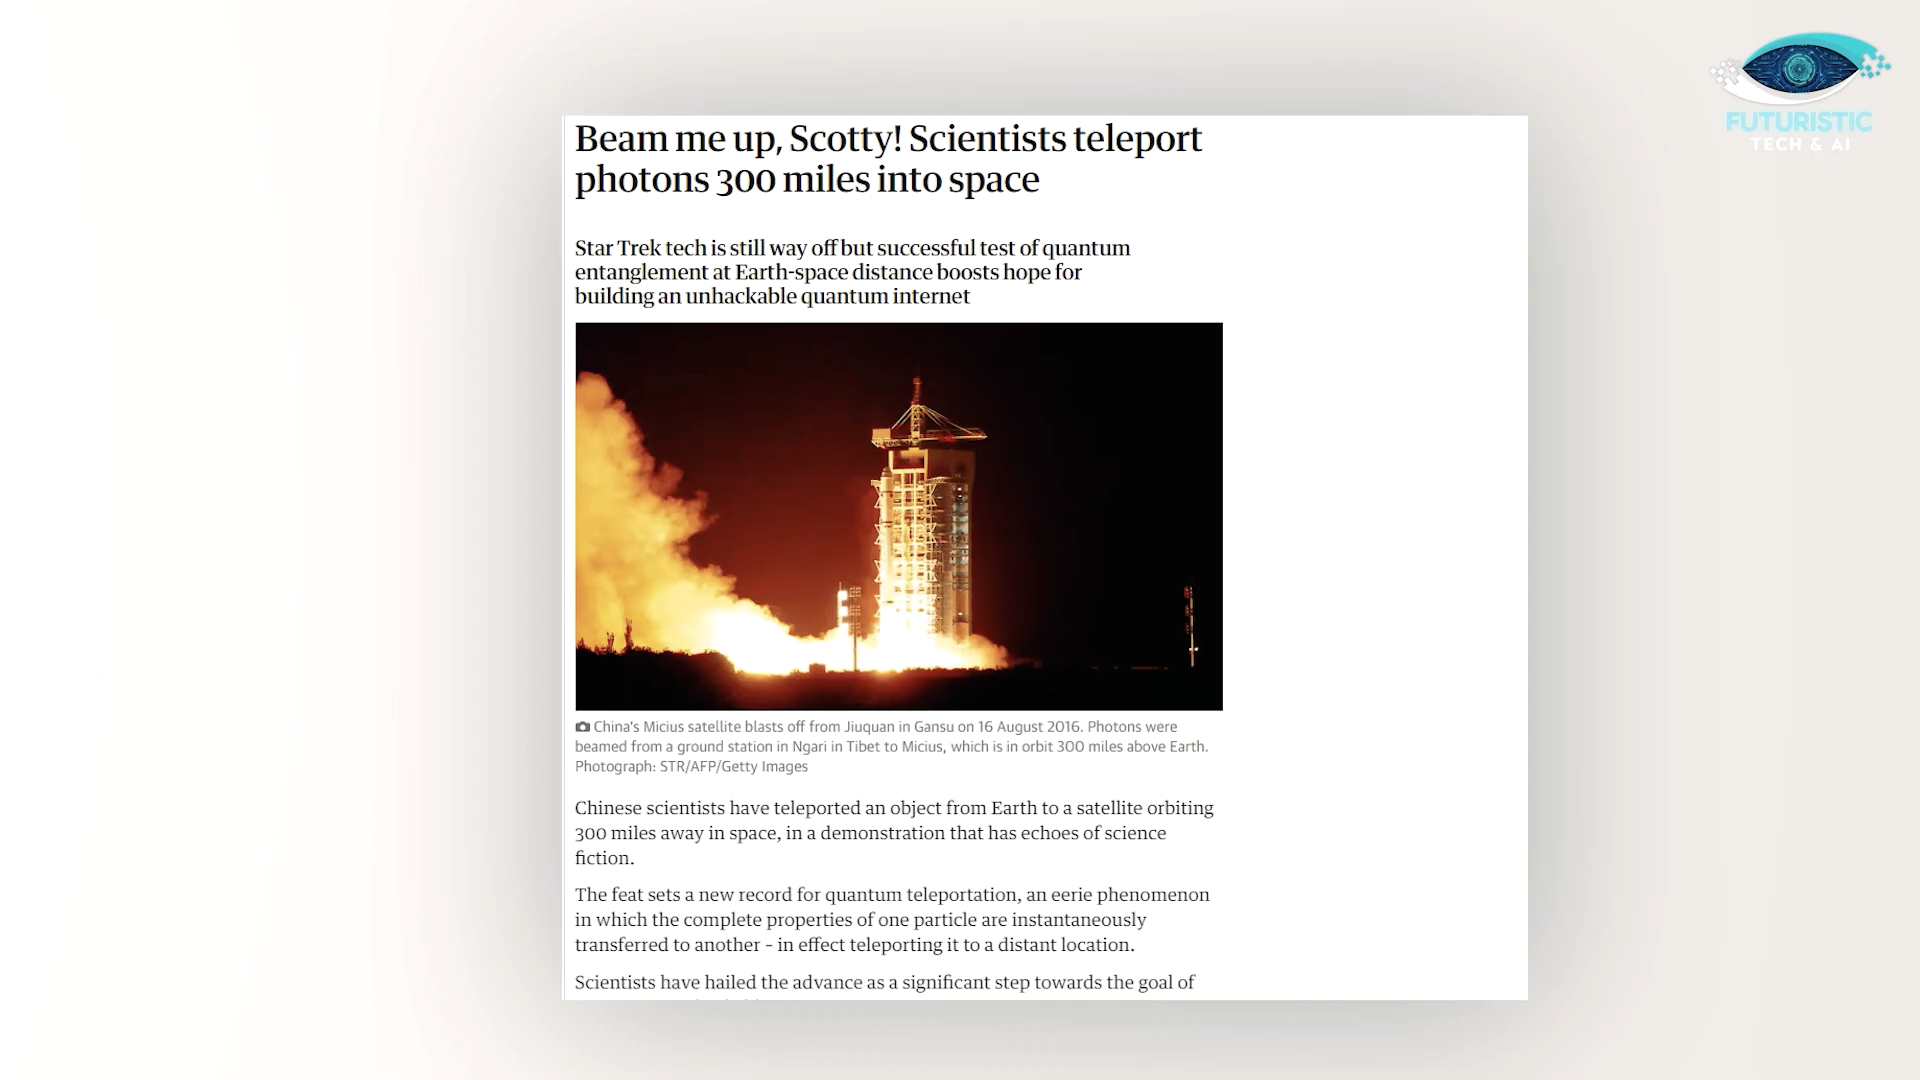 FUTURISTIC
TECH & AI
Beam me up, Scotty! Scientists teleport
photons 300 miles into space
Star Trek tech is still way off but successful test of quantum
entanglement at Earth-space distance boosts hope for
building an unhackable quantum internet
China's Micius satellite blasts off from Jiuquan in Gansu on 16 August 2016. Photons were
beamed from a ground station in Ngari in Tibet to Micius, which is in orbit 300 miles above Earth.
Photograph: STR/AFP/Getty Images
Chinese scientists have teleported an object from Earth to a satellite orbiting
300 miles away in space, in a demonstration that has echoes of science
fiction.
The feat sets a new record for quantum teleportation, an eerie phenomenon
in which the complete properties of one particle are instantaneously
transferred to another – in effect teleporting it to a distant location.
Scientists have hailed the advance as a significant step towards the goal of